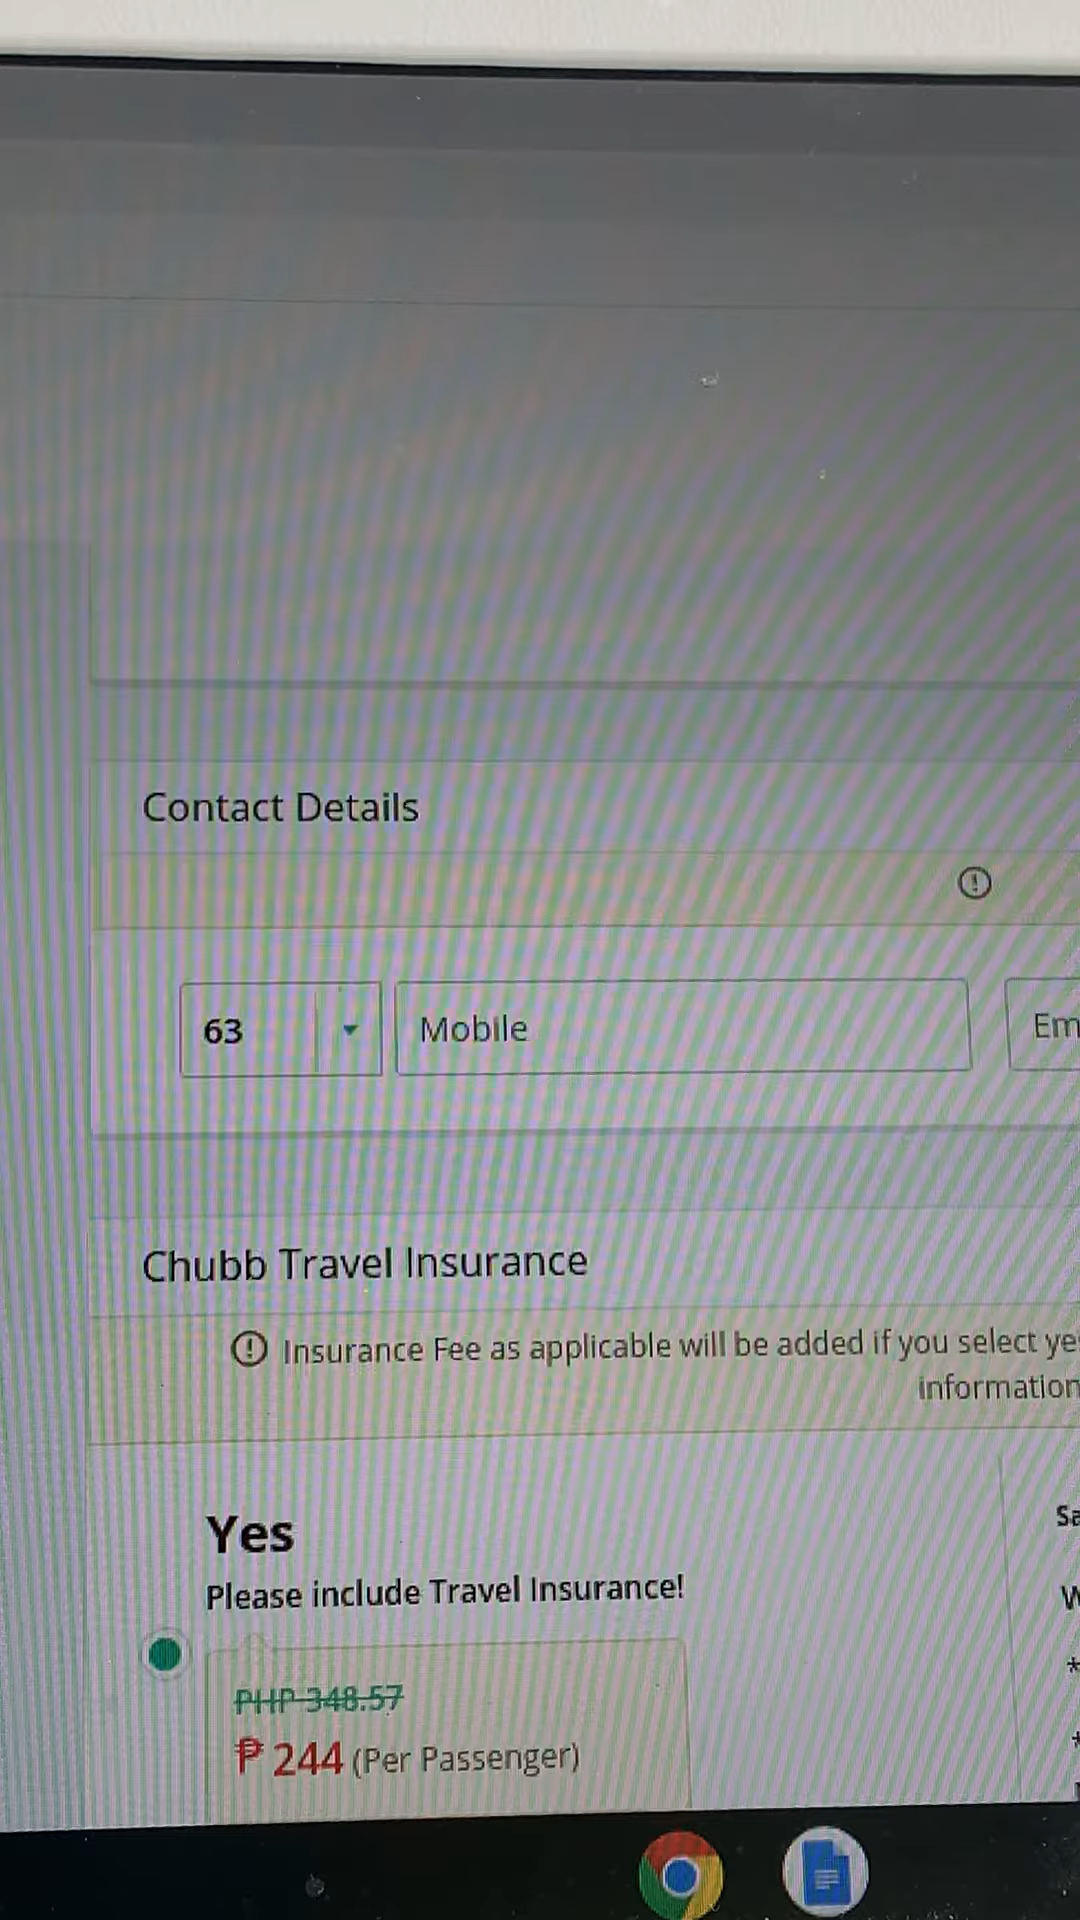 Contact Details
63
Mobile
Em
Chubb Travel Insurance
Insurance Fee as applicable will be added if you select ye
information
Yes
Please include Travel Insurance!
PHP 348.57
₱ 244 (Per Passenger)
Sa
W
*
*